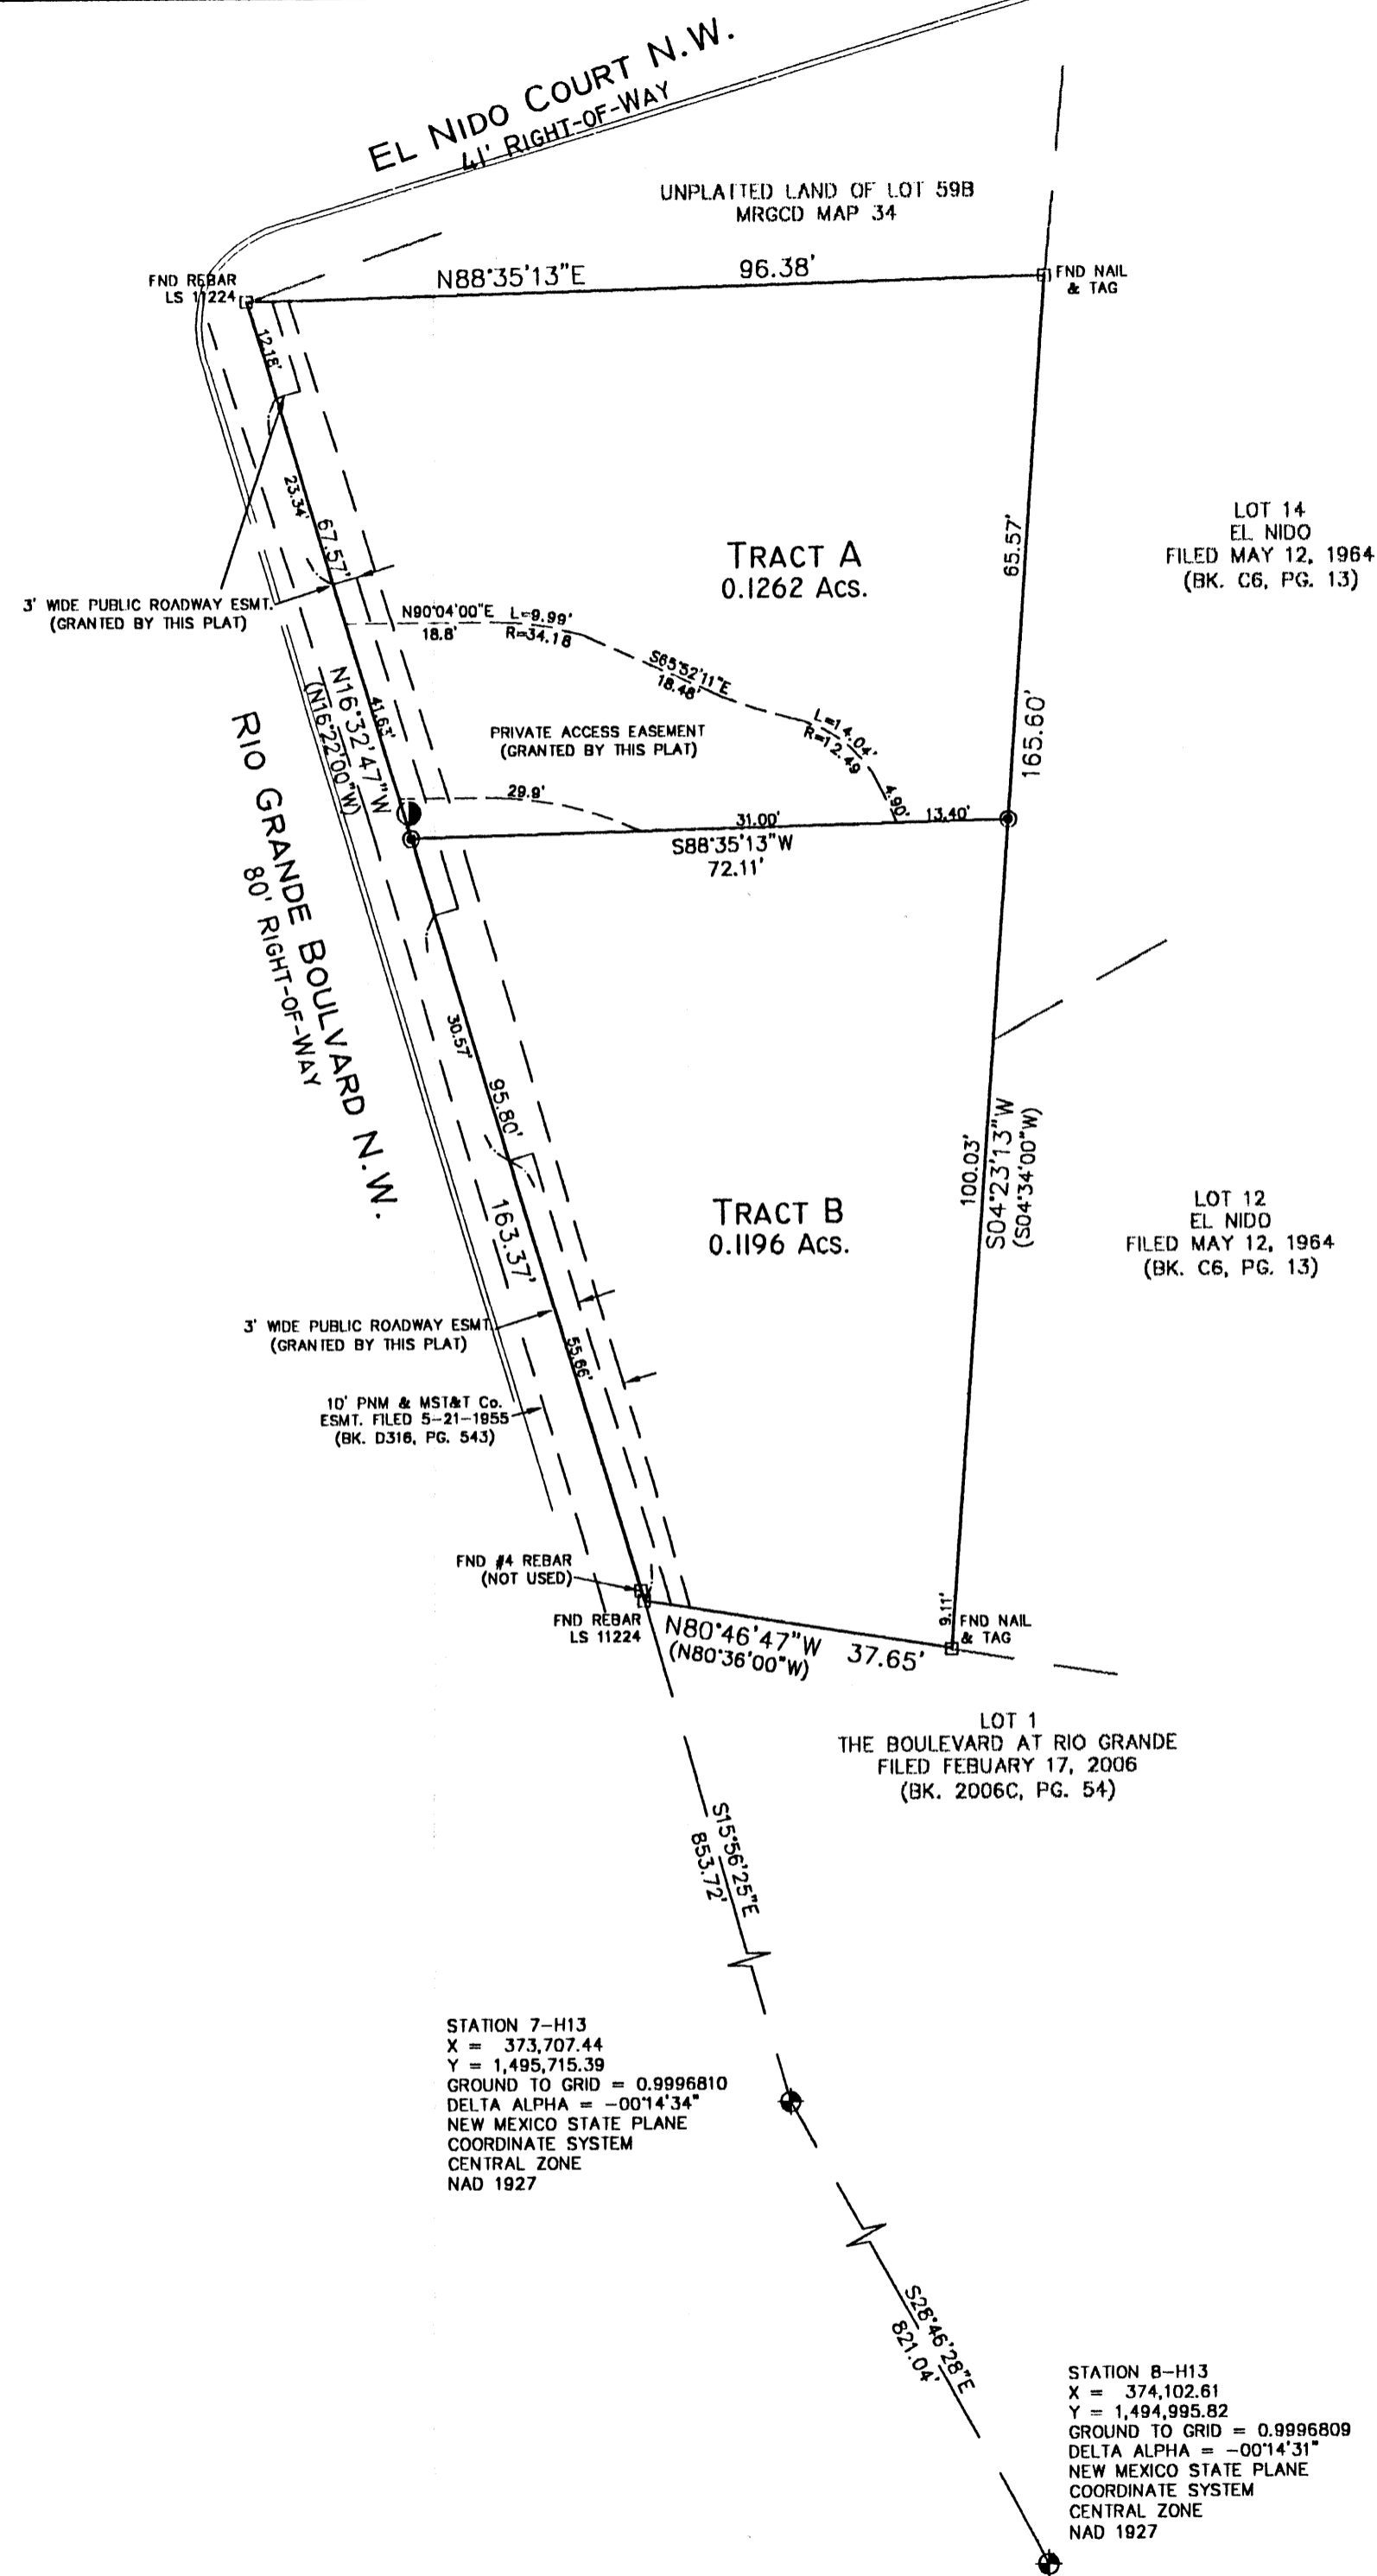 EL NIDO COURT N.W.
41' RIGHT-OF-WAY
UNPLATTED LAND OF LOT 59B
MRGCD MAP 34
FND REBAR
LS 11224
N88°35'13"E
96.38'
FND NAIL
& TAG
12.18'
23.34'
67.57'
65.57'
TRACT A
0.1262 ACS.
LOT 14
EL NIDO
FILED MAY 12, 1964
(BK. C6, PG. 13)
3' WIDE PUBLIC ROADWAY ESMT.
(GRANTED BY THIS PLAT)
N90°04'00"E
18.8'
L=9.99'
R=34.18
S65°52'11"E
18.48'
N16°32'47"W
(N16°22'00"W)
41.63'
PRIVATE ACCESS EASEMENT
(GRANTED BY THIS PLAT)
L=14.04'
R=12.49
4.90'
165.60'
29.9'
31.00'
13.40'
S88°35'13"W
72.11'
RIO GRANDE BOULVARD N.W.
80' RIGHT-OF-WAY
30.57'
95.80'
163.37'
TRACT B
0.1196 ACS.
100.03'
S04°23'13"W
(S04°34'00"W)
LOT 12
EL NIDO
FILED MAY 12, 1964
(BK. C6, PG. 13)
3' WIDE PUBLIC ROADWAY ESMT.
(GRANTED BY THIS PLAT)
55.66'
10' PNM & MST&T Co.
ESMT. FILED 5-21-1955
(BK. D316, PG. 543)
FND #4 REBAR
(NOT USED)
FND REBAR
LS 11224
N80°46'47"W
(N80°36'00"W)
37.65'
9.11'
FND NAIL
& TAG
LOT 1
THE BOULEVARD AT RIO GRANDE
FILED FEBUARY 17, 2006
(BK. 2006C, PG. 54)
S15°56'25"E
853.72'
STATION 7-H13
X = 373,707.44
Y = 1,495,715.39
GROUND TO GRID = 0.9996810
DELTA ALPHA = -00°14'34"
NEW MEXICO STATE PLANE
COORDINATE SYSTEM
CENTRAL ZONE
NAD 1927
S28°46'28"E
821.04'
STATION 8-H13
X = 374,102.61
Y = 1,494,995.82
GROUND TO GRID = 0.9996809
DELTA ALPHA = -00°14'31"
NEW MEXICO STATE PLANE
COORDINATE SYSTEM
CENTRAL ZONE
NAD 1927